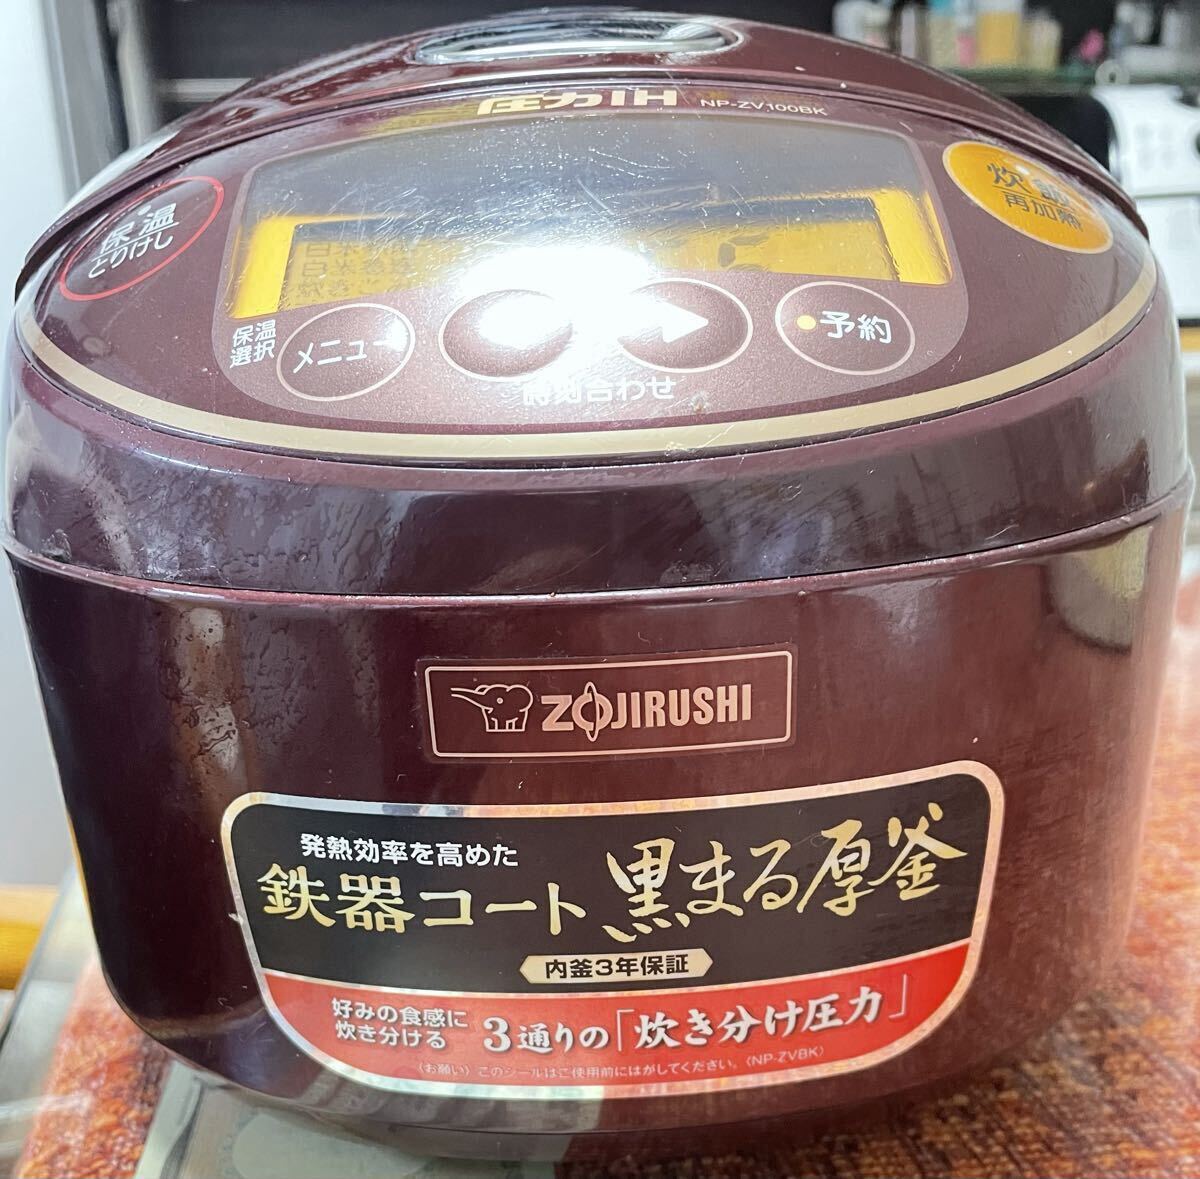 圧力IH NP-ZV100BK
保温
とりけし
炊飯
再加熱
白米
保温
選択
メニュー
時刻合わせ
予約
ZOJIRUSHI
発熱効率を高めた
鉄器コート 黒まる厚釜
内釜3年保証
好みの食感に
炊き分ける
3通りの「炊き分け圧力」
(お願い)このシールはご使用前にはがしてください。(NP-ZVBK)